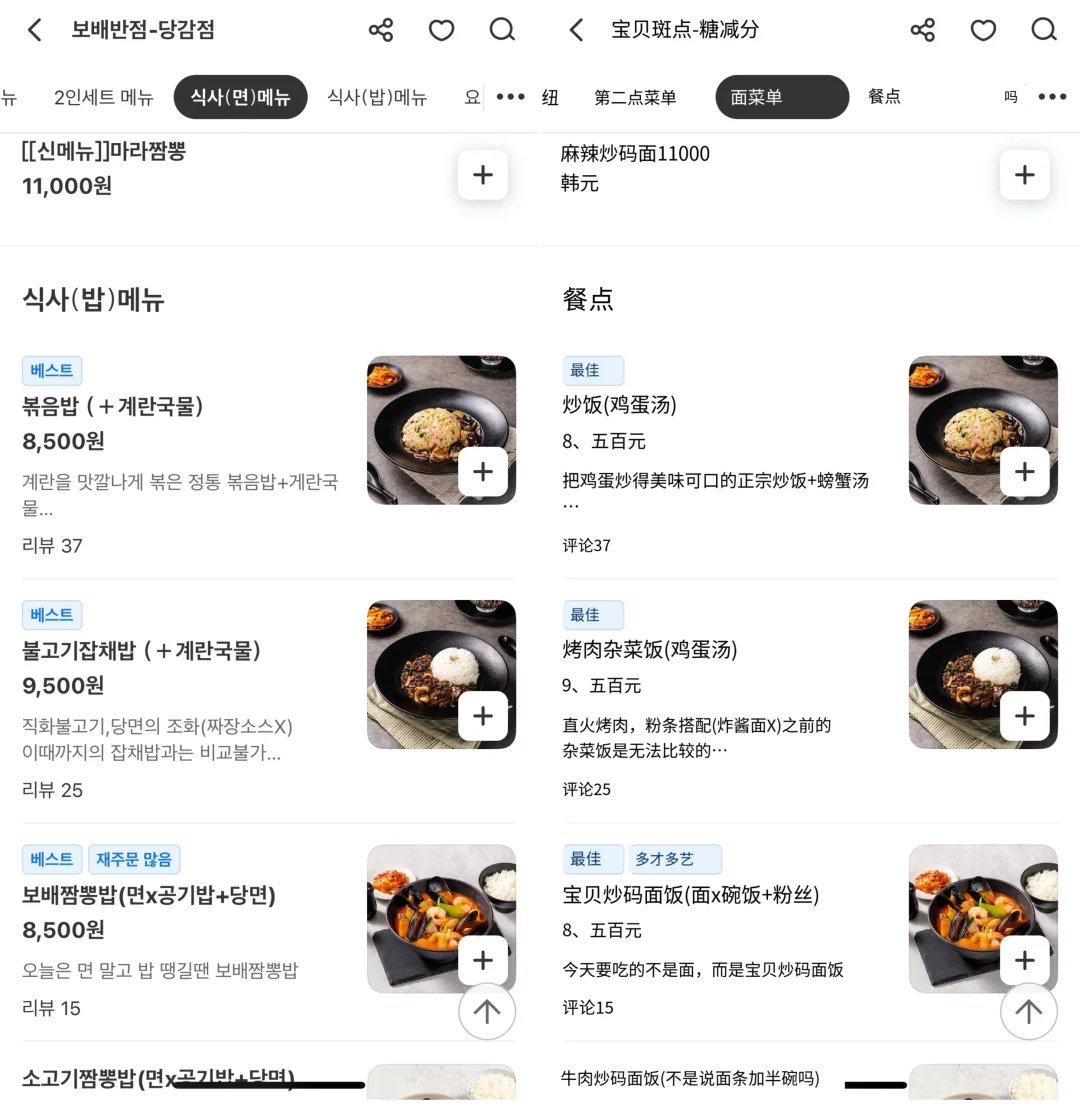 보배반점-당감점
뉴 2인세트 메뉴 식사(면)메뉴 식사(밥)메뉴 요 •••
[[신메뉴]]마라짬뽕
11,000원
식사(밥)메뉴
베스트
볶음밥 (+계란국물)
8,500원
계란을 맛깔나게 볶은 정통 볶음밥+게란국
물...
리뷰 37
베스트
불고기잡채밥 (+계란국물)
9,500원
직화불고기,당면의 조화(짜장소스X)
이때까지의 잡채밥과는 비교불가...
리뷰 25
베스트 재주문 많음
보배짬뽕밥(면x공기밥+당면)
8,500원
오늘은 면 말고 밥 땡길땐 보배짬뽕밥
리뷰 15
소고기짬뽕밥(면x공기밥+당면)
宝贝斑点-糖减分
纽 第二点菜单 面菜单 餐点 吗 •••
麻辣炒码面11000
韩元
餐点
最佳
炒饭(鸡蛋汤)
8、五百元
把鸡蛋炒得美味可口的正宗炒饭+螃蟹汤
…
评论37
最佳
烤肉杂菜饭(鸡蛋汤)
9、五百元
直火烤肉，粉条搭配(炸酱面X)之前的
杂菜饭是无法比较的…
评论25
最佳 多才多艺
宝贝炒码面饭(面x碗饭+粉丝)
8、五百元
今天要吃的不是面，而是宝贝炒码面饭
评论15
牛肉炒码面饭(不是说面条加半碗吗)